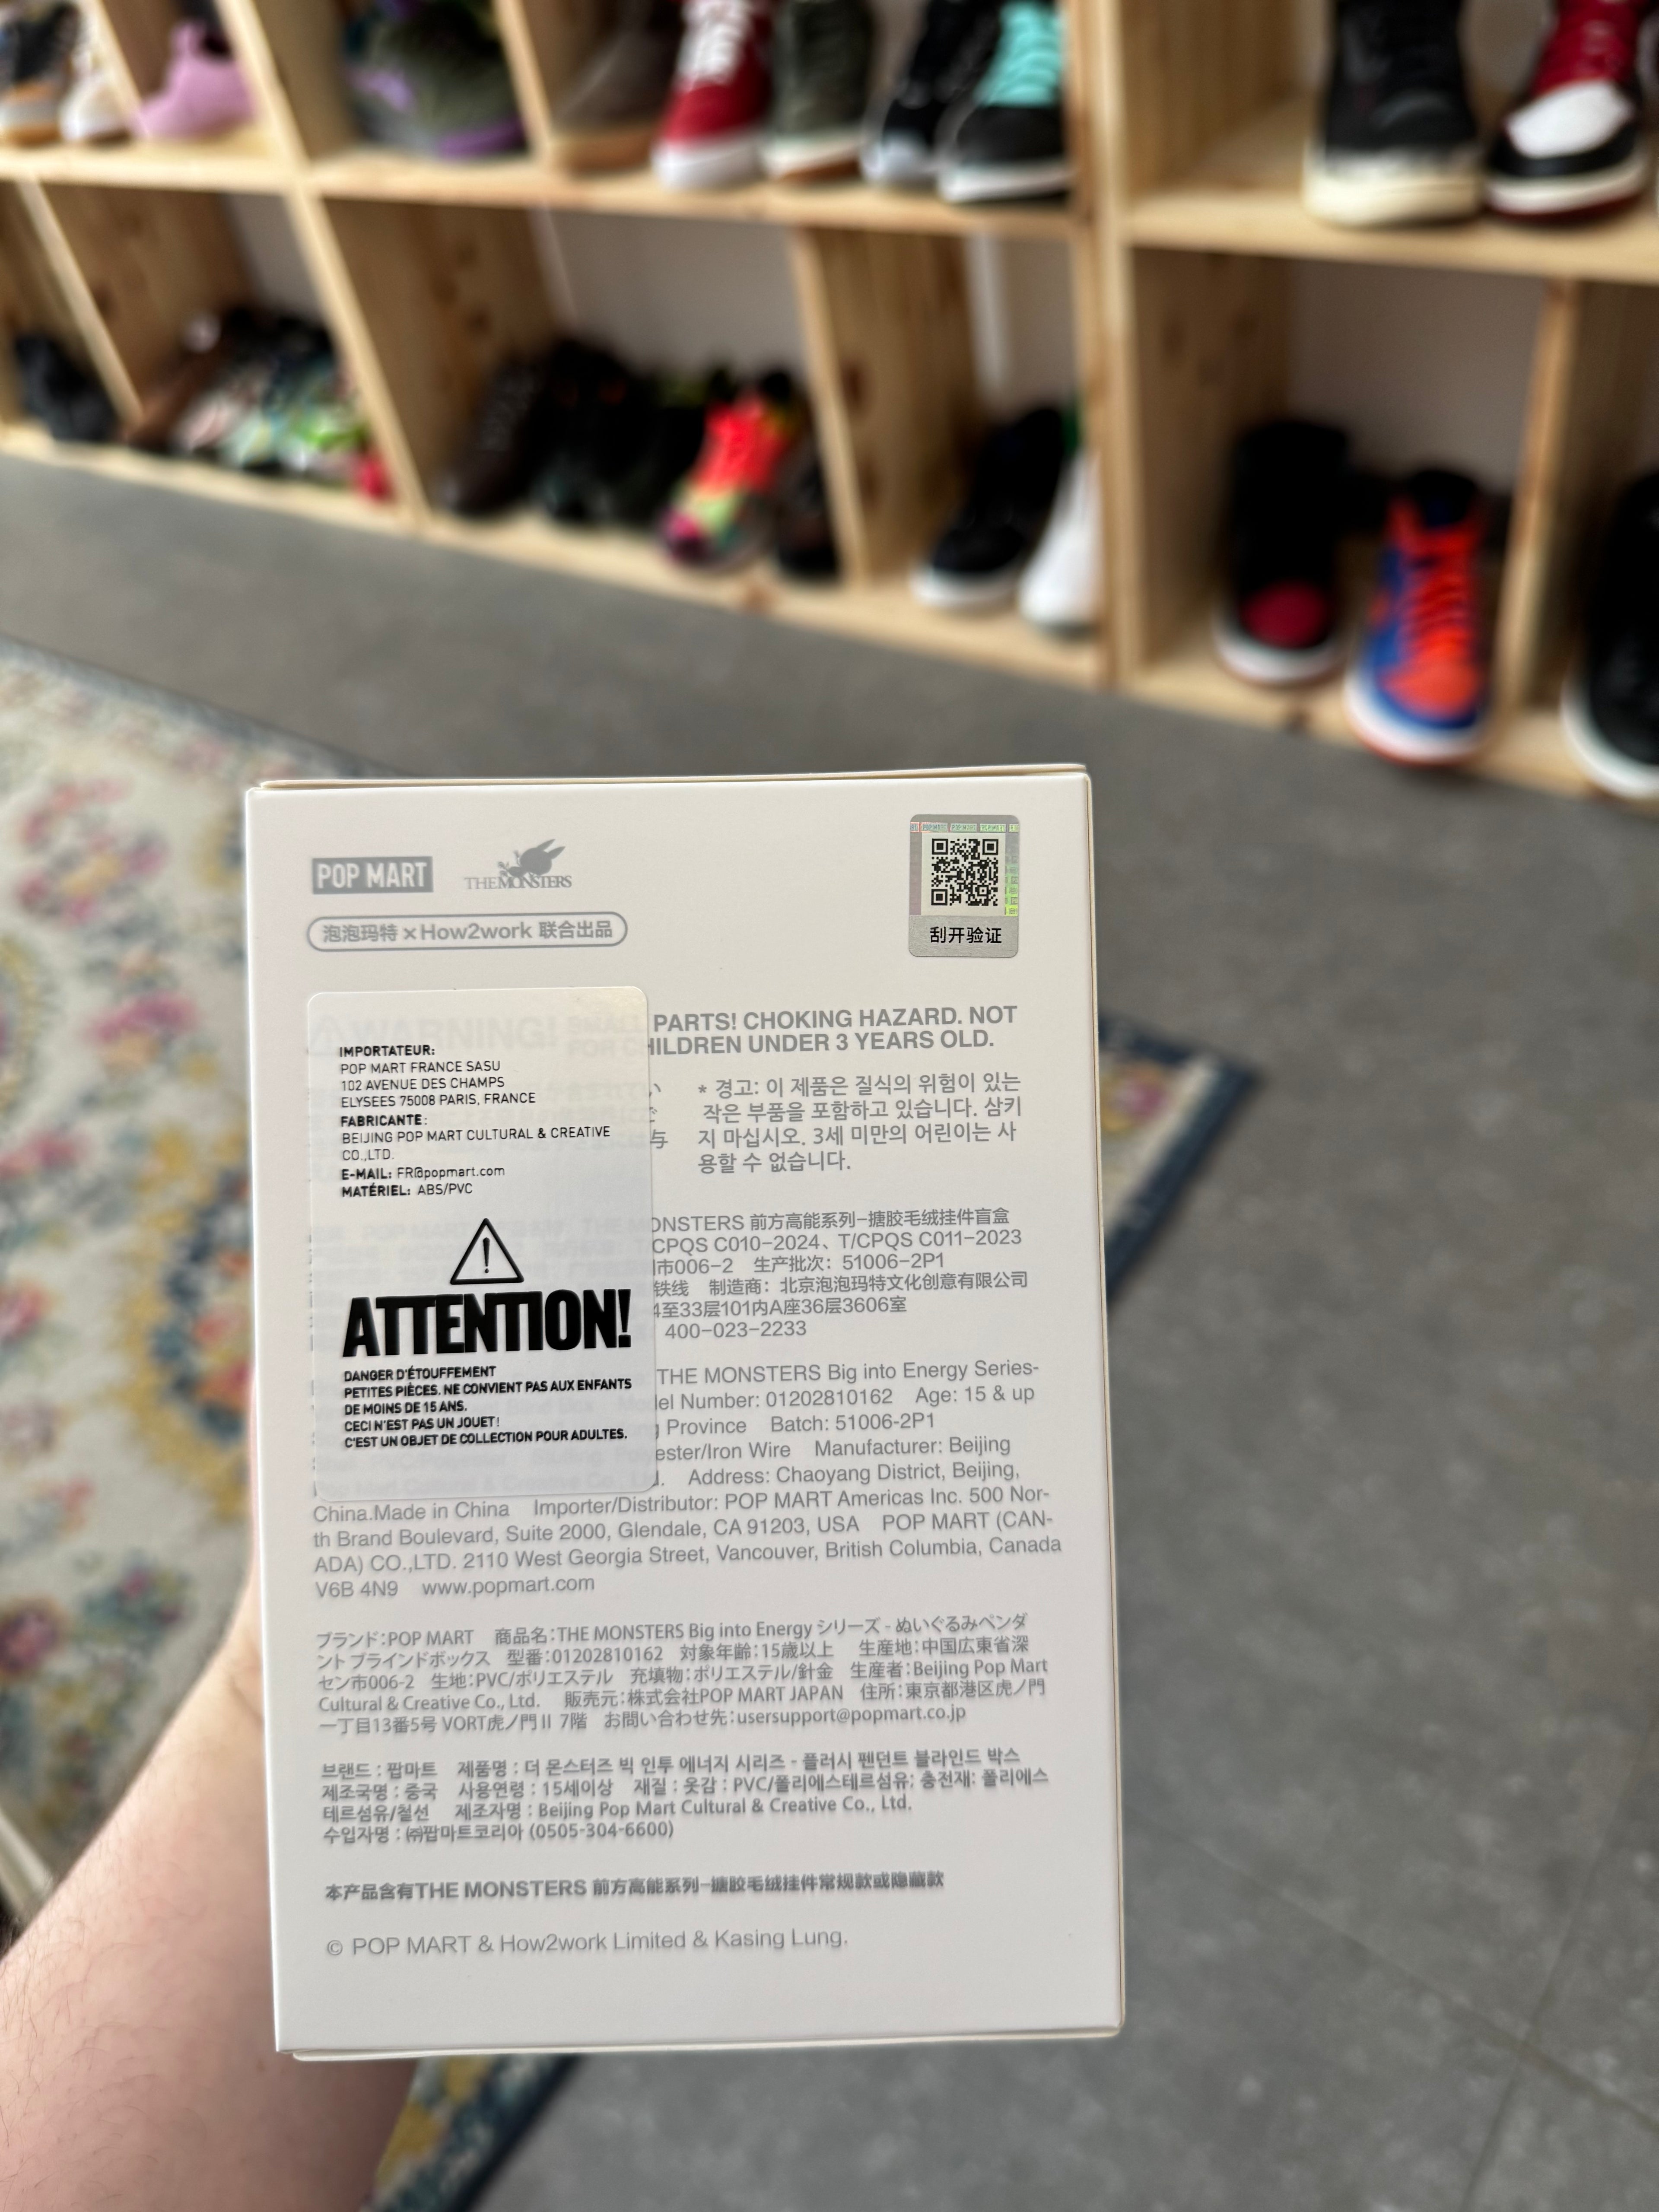 POP MART
THE MONSTERS
泡泡玛特 × How2work 联合出品
刮开验证
WARNING! SMALL PARTS! CHOKING HAZARD. NOT
FOR CHILDREN UNDER 3 YEARS OLD.
IMPORTATEUR:
POP MART FRANCE SASU
102 AVENUE DES CHAMPS
ELYSEES 75008 PARIS, FRANCE
FABRICANTE:
BEIJING POP MART CULTURAL & CREATIVE
CO.,LTD.
E-MAIL: FR@popmart.com
MATÉRIEL: ABS/PVC
ATTENTION!
DANGER D'ÉTOUFFEMENT
PETITES PIÈCES. NE CONVIENT PAS AUX ENFANTS
DE MOINS DE 15 ANS.
CECI N'EST PAS UN JOUET!
C'EST UN OBJET DE COLLECTION POUR ADULTES.
* 경고: 이 제품은 질식의 위험이 있는
작은 부품을 포함하고 있습니다. 삼키
지 마십시오. 3세 미만의 어린이는 사
용할 수 없습니다.
MONSTERS 前方高能系列-搪胶毛绒挂件盲盒
T/CPQS C010-2024、T/CPQS C011-2023
市006-2 生产批次：51006-2P1
铁线 制造商：北京泡泡玛特文化创意有限公司
4至33层101内A座36层3606室
400-023-2233
THE MONSTERS Big into Energy Series-
Number: 01202810162 Age: 15 & up
Province Batch: 51006-2P1
Iron Wire Manufacturer: Beijing
Address: Chaoyang District, Beijing,
China.Made in China Importer/Distributor: POP MART Americas Inc. 500 Nor-
th Brand Boulevard, Suite 2000, Glendale, CA 91203, USA POP MART (CAN-
ADA) CO.,LTD. 2110 West Georgia Street, Vancouver, British Columbia, Canada
V6B 4N9 www.popmart.com
ブランド:POP MART 商品名:THE MONSTERS Big into Energy シリーズ - ぬいぐるみペンダ
ント ブラインドボックス 型番:01202810162 対象年齢:15歳以上 生産地:中国広東省深
セン市006-2 生地:PVC/ポリエステル 充填物:ポリエステル/針金 生産者:Beijing Pop Mart
Cultural & Creative Co., Ltd. 販売元:株式会社POP MART JAPAN 住所:東京都港区虎ノ門
一丁目13番5号 VORT虎ノ門Ⅱ 7階 お問い合わせ先:usersupport@popmart.co.jp
브랜드 : 팝마트 제품명 : 더 몬스터즈 빅 인투 에너지 시리즈 - 플러시 펜던트 블라인드 박스
제조국명 : 중국 사용연령 : 15세이상 재질 : 옷감 : PVC/폴리에스테르섬유; 충전재: 폴리에스
테르섬유/철선 제조자명 : Beijing Pop Mart Cultural & Creative Co., Ltd.
수입자명 : ㈜팝마트코리아 (0505-304-6600)
本产品含有THE MONSTERS 前方高能系列-搪胶毛绒挂件常规款或隐藏款
© POP MART & How2work Limited & Kasing Lung.